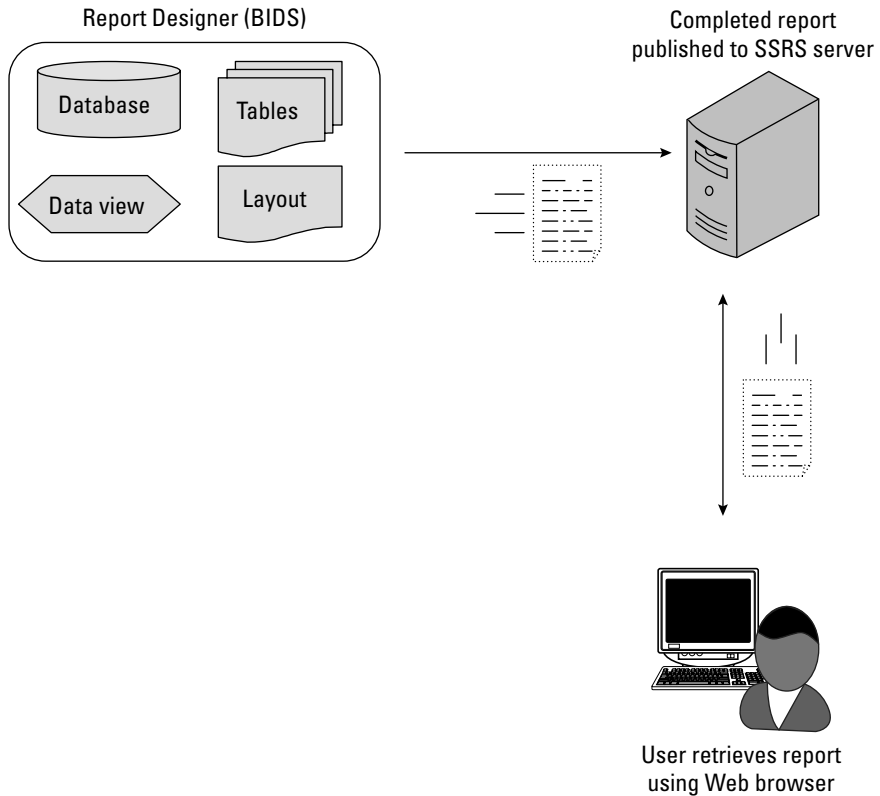 Report Designer (BIDS)
Database
Tables
Data view
Layout
Completed report
published to SSRS server
User retrieves report
using Web browser